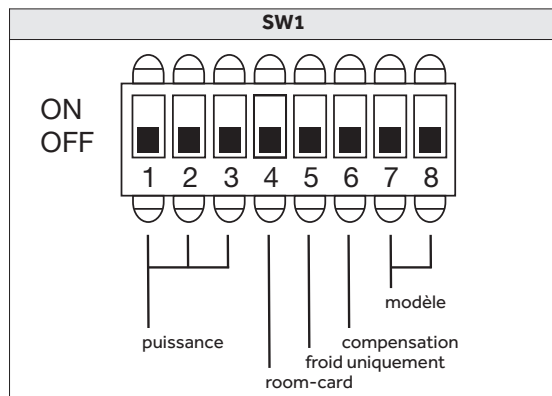 SW1
ON
OFF
1 2 3 4 5 6 7 8
modèle
puissance
compensation
froid uniquement
room-card